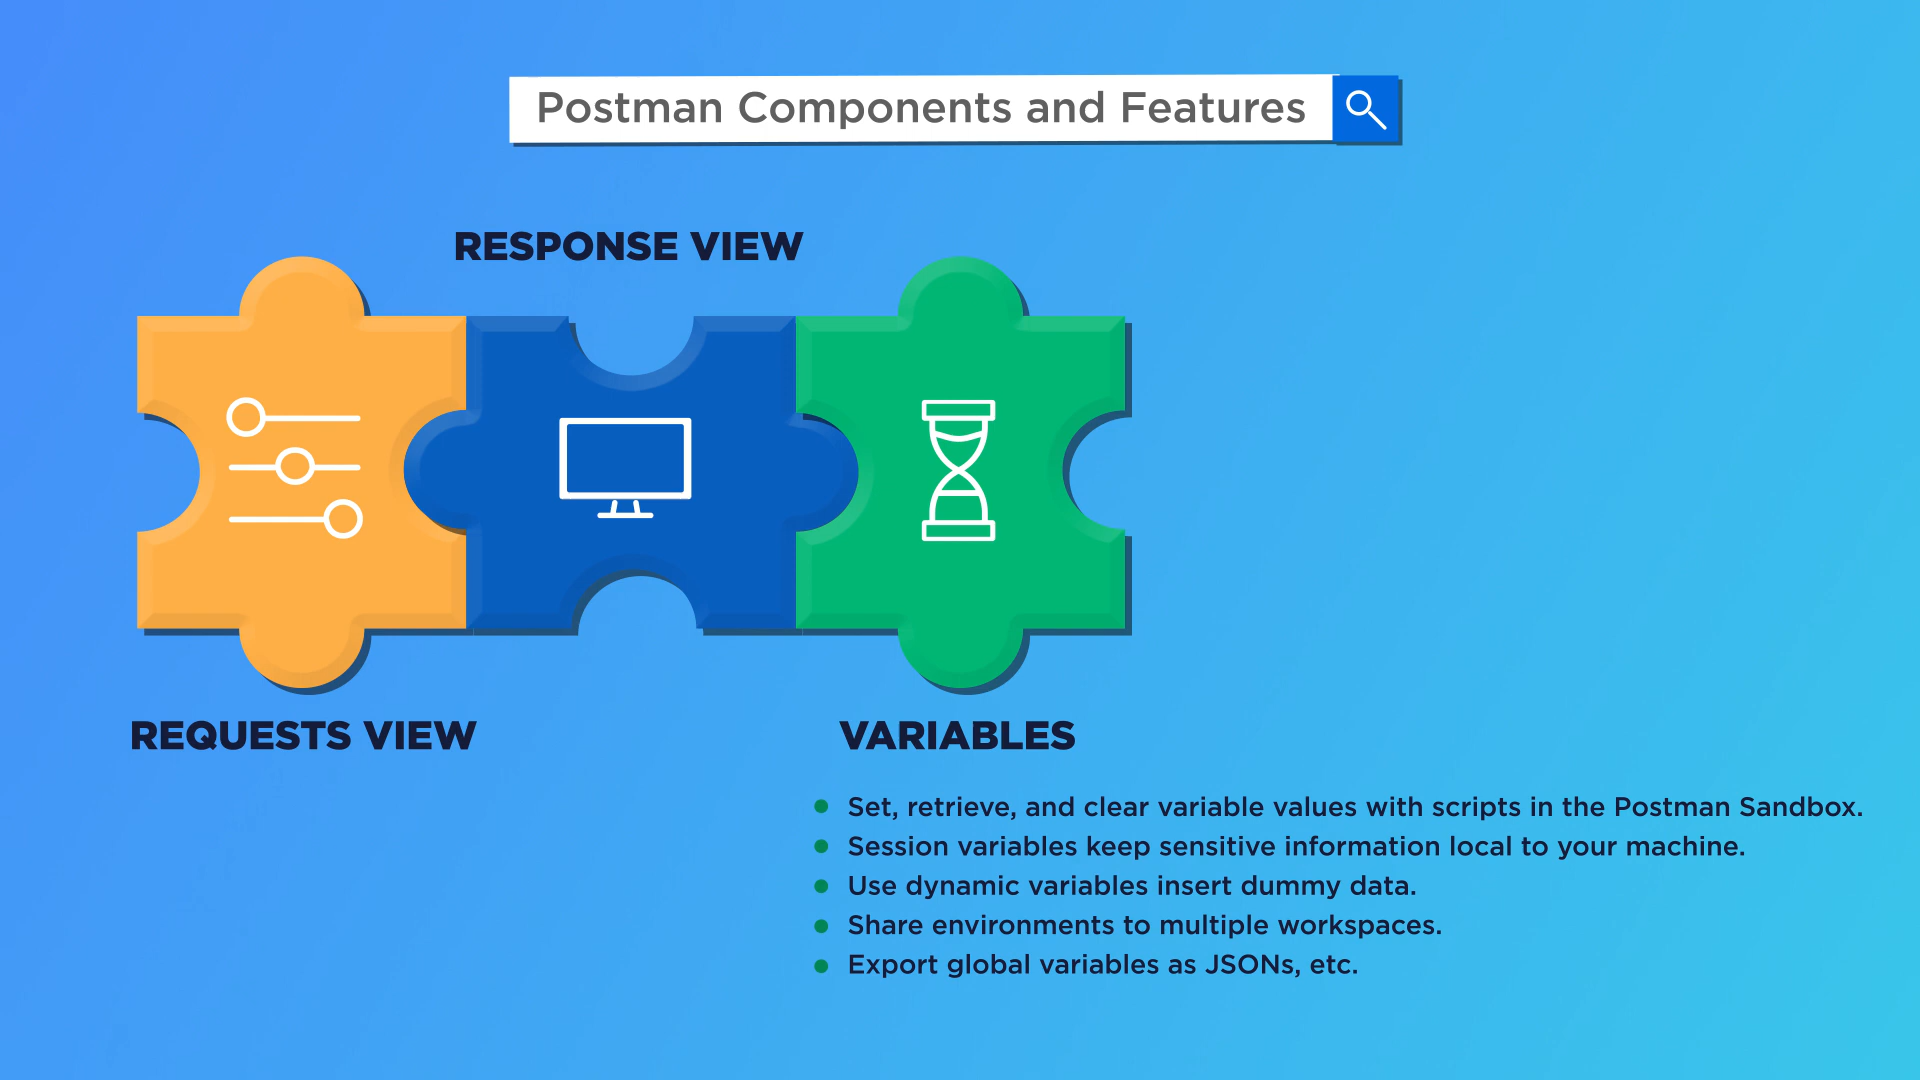 Postman Components and Features
RESPONSE VIEW
REQUESTS VIEW
VARIABLES
Set, retrieve, and clear variable values with scripts in the Postman Sandbox.
Session variables keep sensitive information local to your machine.
Use dynamic variables insert dummy data.
Share environments to multiple workspaces.
Export global variables as JSONs, etc.